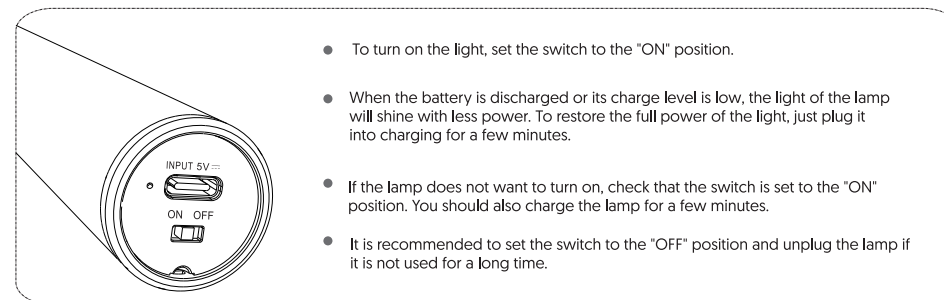 To turn on the light, set the switch to the "ON" position.
When the battery is discharged or its charge level is low, the light of the lamp
will shine with less power. To restore the full power of the light, just plug it
into charging for a few minutes.
INPUT 5V⎓
ON OFF
If the lamp does not want to turn on, check that the switch is set to the "ON"
position. You should also charge the lamp for a few minutes.
It is recommended to set the switch to the "OFF" position and unplug the lamp if
it is not used for a long time.